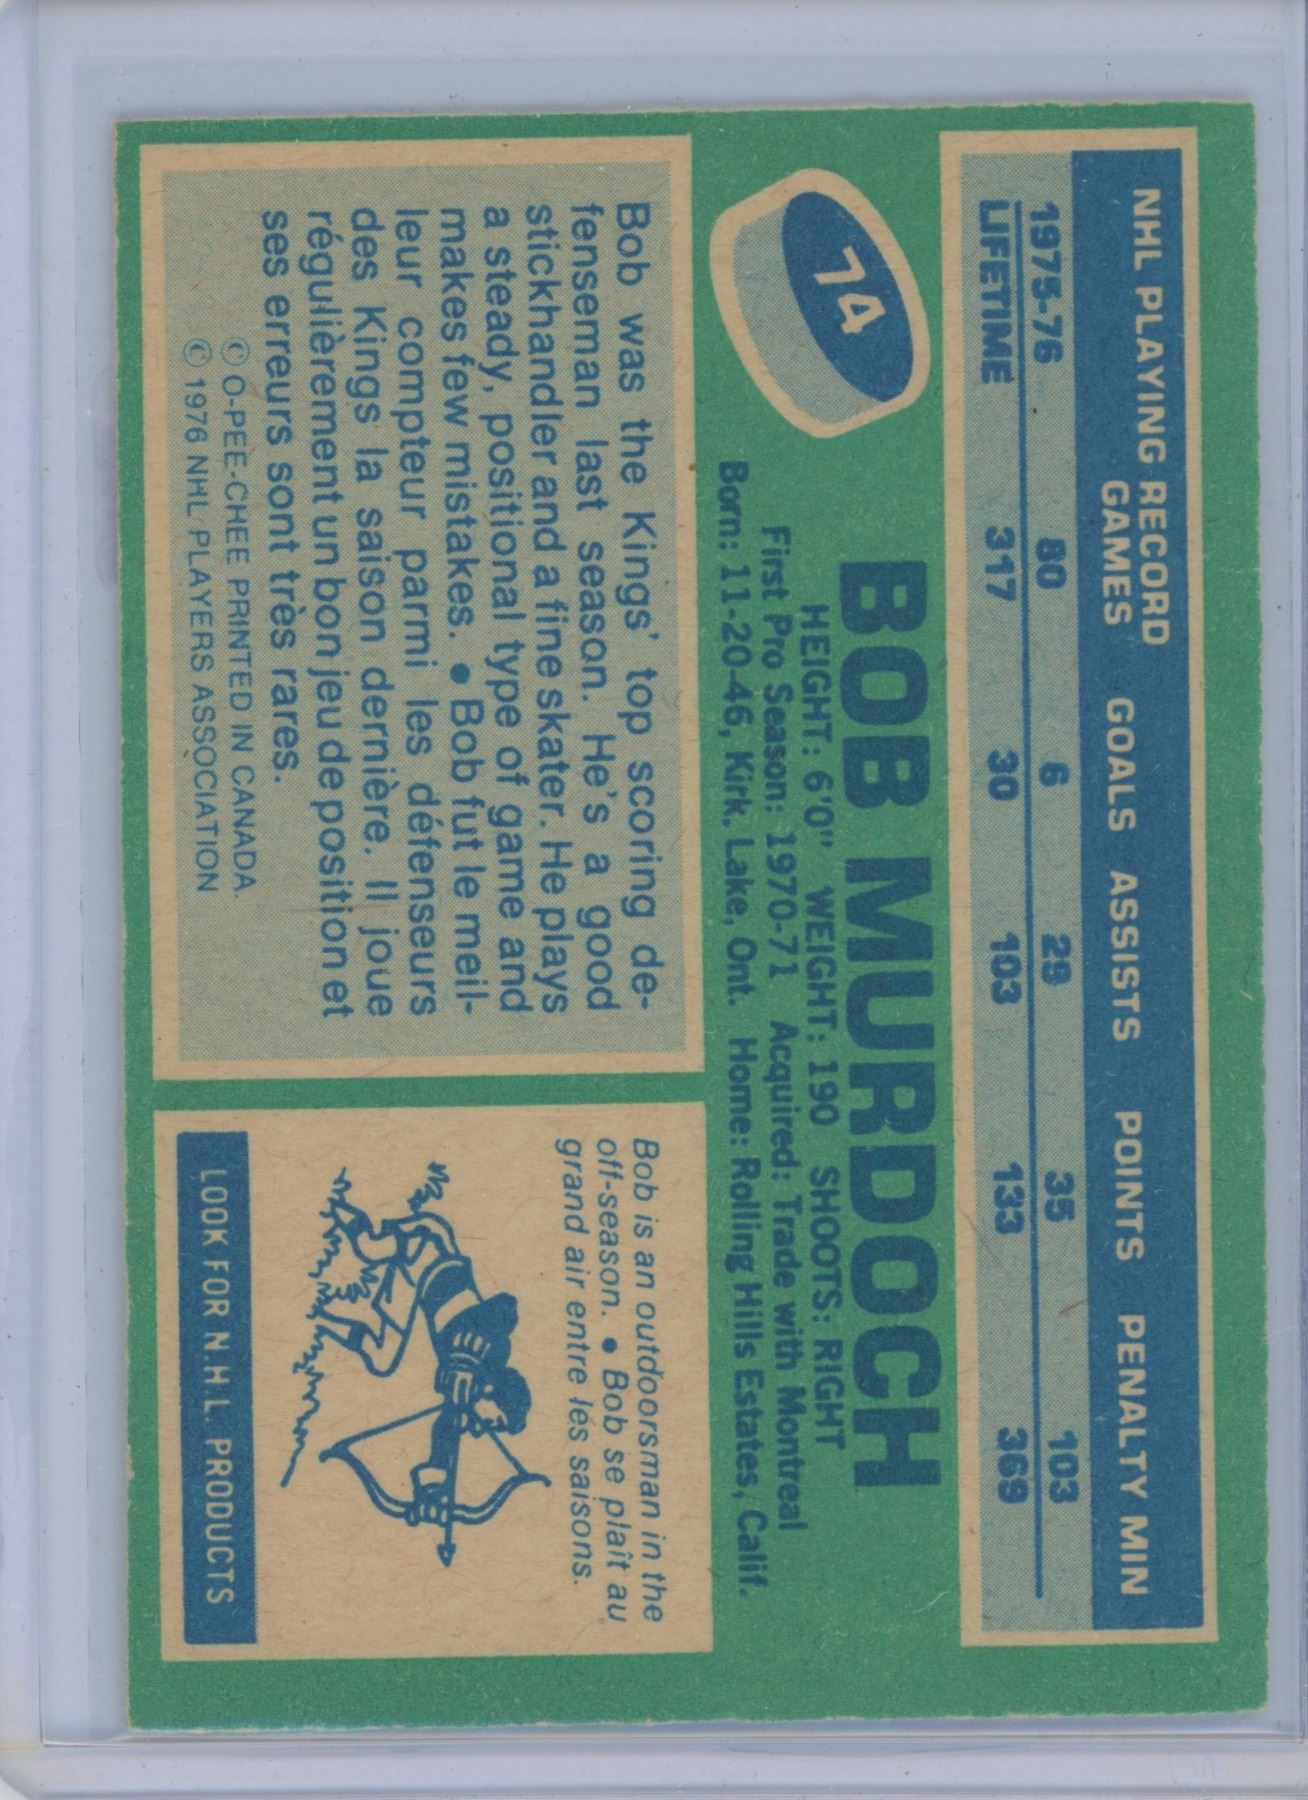 NHL PLAYING RECORD
GAMES GOALS ASSISTS POINTS PENALTY MIN
1975-76 80 6 29 35 103
LIFETIME 317 30 103 133 369
74
BOB MURDOCH
HEIGHT: 6'0" WEIGHT: 190 SHOOTS: RIGHT
First Pro Season: 1970-71 Acquired: Trade with Montreal
Born: 11-20-46, Kirk. Lake, Ont. Home: Rolling Hills Estates, Calif.
Bob was the Kings' top scoring de-
fenseman last season. He's a good
stickhandler and a fine skater. He plays
a steady, positional type of game and
makes few mistakes. ● Bob fut le meil-
leur compteur parmi les défenseurs
des Kings la saison dernière. Il joue
régulièrement un bon jeu de position et
ses erreurs sont très rares.
© O-PEE-CHEE PRINTED IN CANADA.
© 1976 NHL PLAYERS ASSOCIATION
Bob is an outdoorsman in the
off-season. ● Bob se plaît au
grand air entre les saisons.
LOOK FOR N.H.L. PRODUCTS